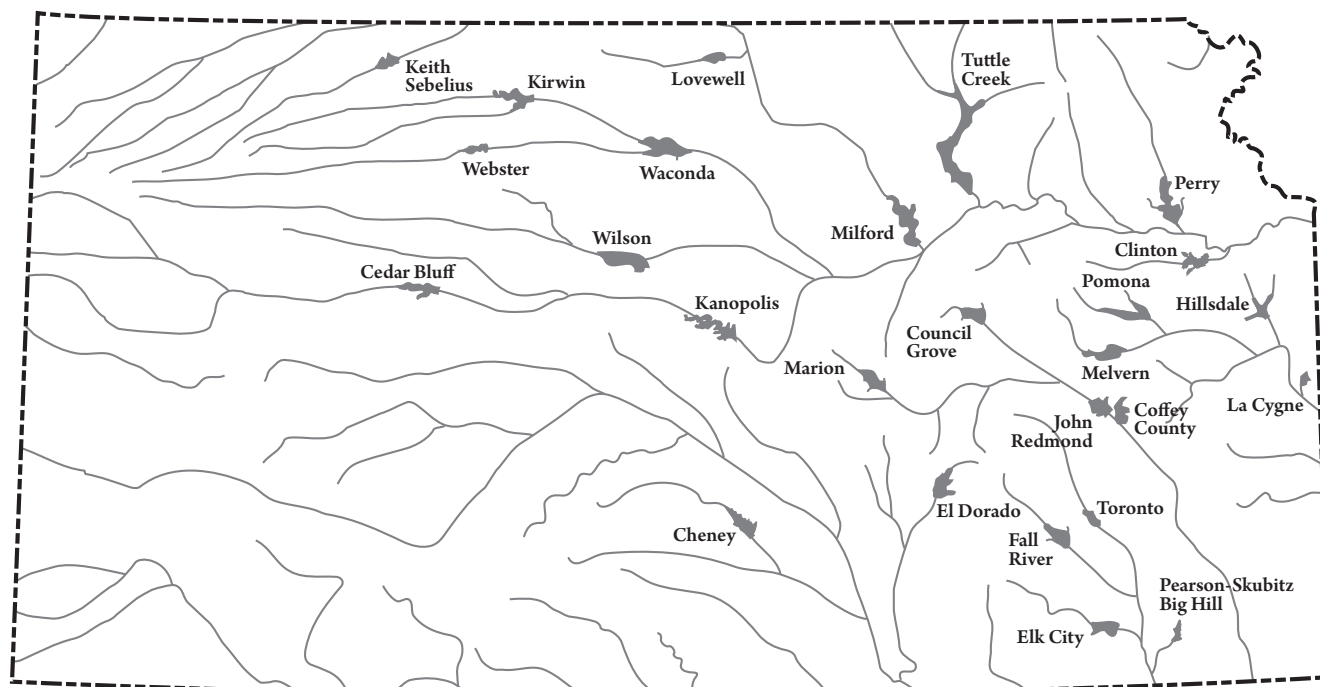 Keith
Sebelius
Kirwin
Lovewell
Tuttle
Creek
Webster
Waconda
Perry
Milford
Wilson
Clinton
Cedar Bluff
Pomona
Kanopolis
Hillsdale
Council
Grove
Marion
Melvern
La Cygne
Coffey
County
John
Redmond
El Dorado
Toronto
Cheney
Fall
River
Pearson-Skubitz
Big Hill
Elk City